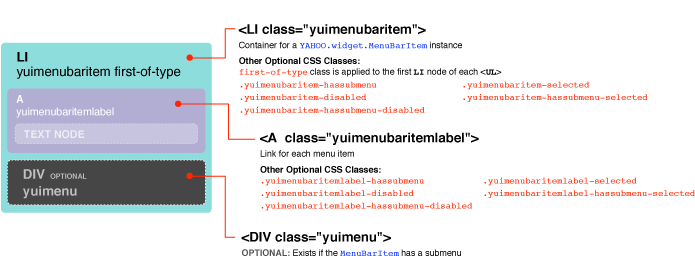 <LI class="yuimenubaritem">
Container for a YAHOO.widget.MenuBarItem instance
Other Optional CSS Classes:
first-of-type class is applied to the first LI node of each <UL>
.yuimenubaritem-hassubmenu .yuimenubaritem-selected
.yuimenubaritem-disabled .yuimenubaritem-hassubmenu-selected
.yuimenubaritem-hassubmenu-disabled
LI
yuimenubaritem first-of-type
A
yuimenubaritemlabel
TEXT NODE
<A class="yuimenubaritemlabel">
Link for each menu item
Other Optional CSS Classes:
.yuimenubaritemlabel-hassubmenu .yuimenubaritemlabel-selected
.yuimenubaritemlabel-disabled .yuimenubaritemlabel-hassubmenu-selected
.yuimenubaritemlabel-hassubmenu-disabled
DIV OPTIONAL
yuimenu
<DIV class="yuimenu">
OPTIONAL: Exists if the MenuBarItem has a submenu